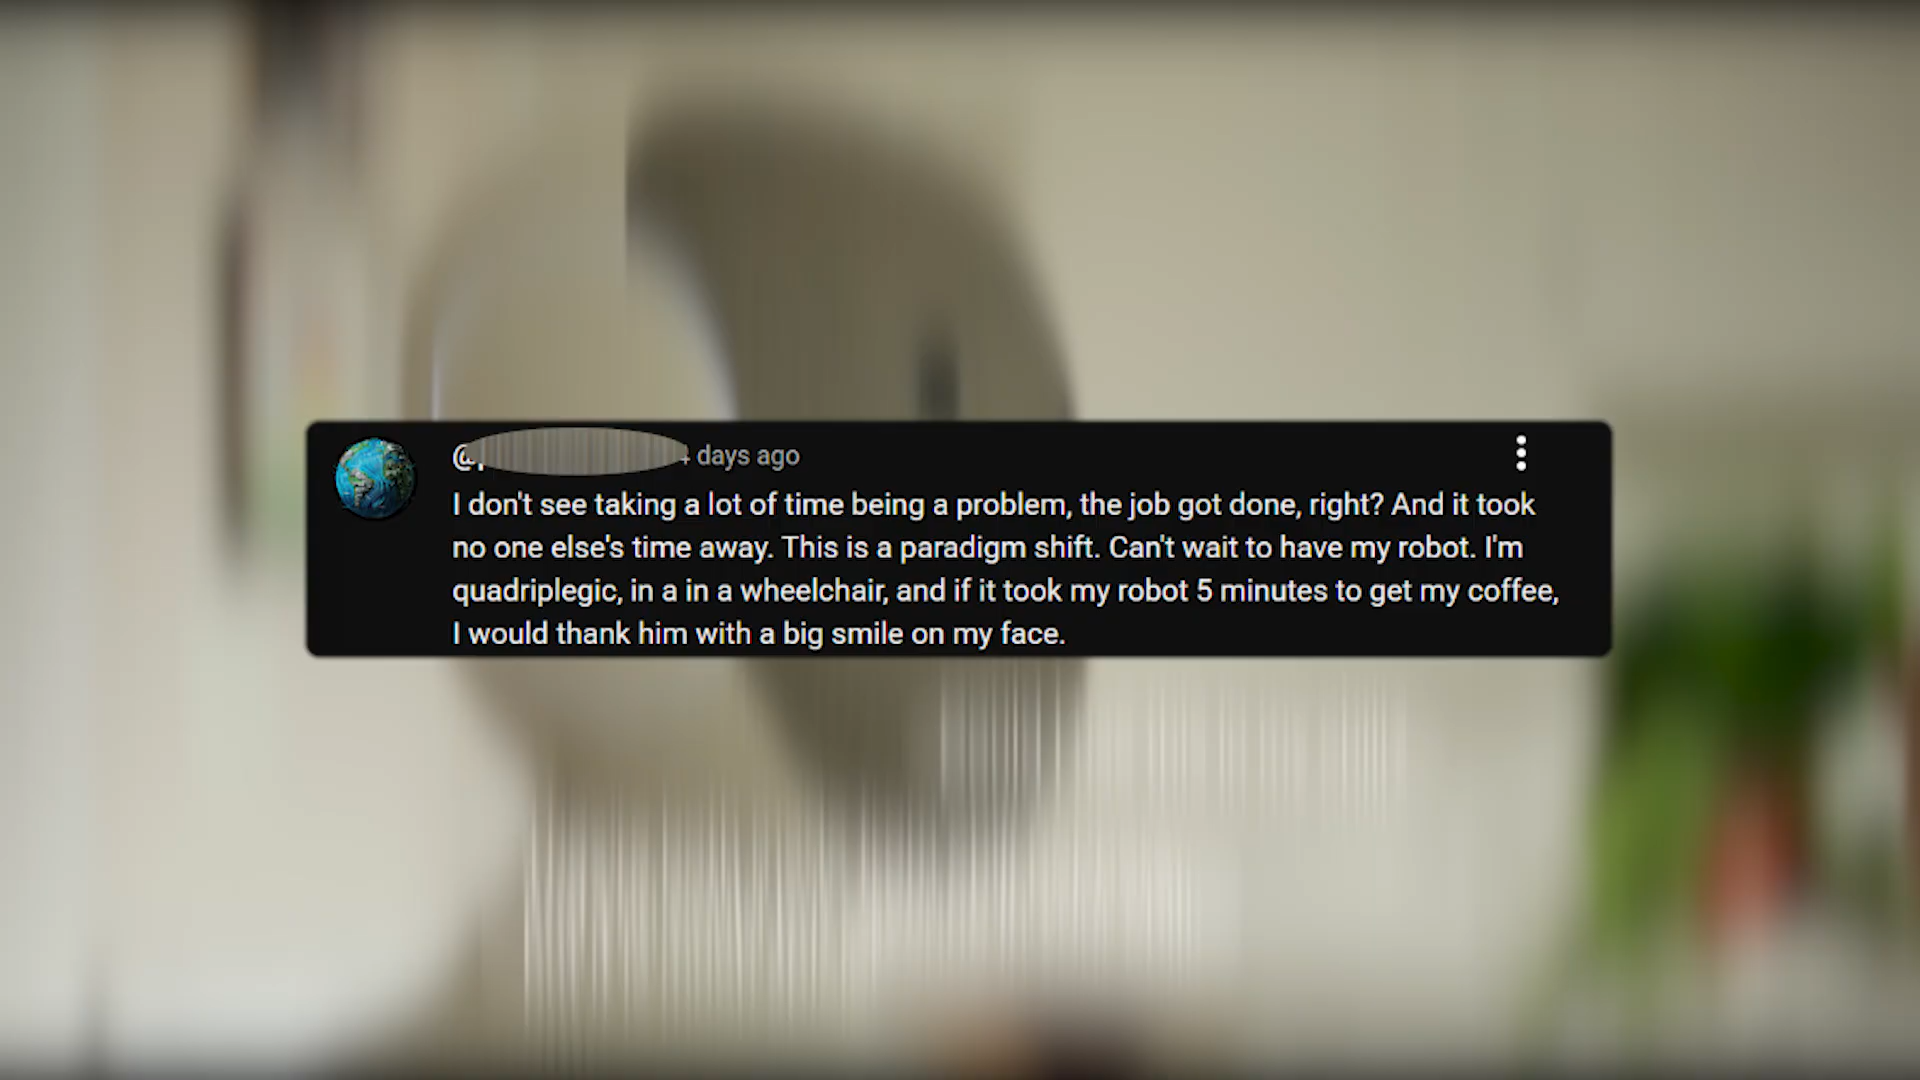 @
days ago
I don't see taking a lot of time being a problem, the job got done, right? And it took
no one else's time away. This is a paradigm shift. Can't wait to have my robot. I'm
quadriplegic, in a in a wheelchair, and if it took my robot 5 minutes to get my coffee,
I would thank him with a big smile on my face.